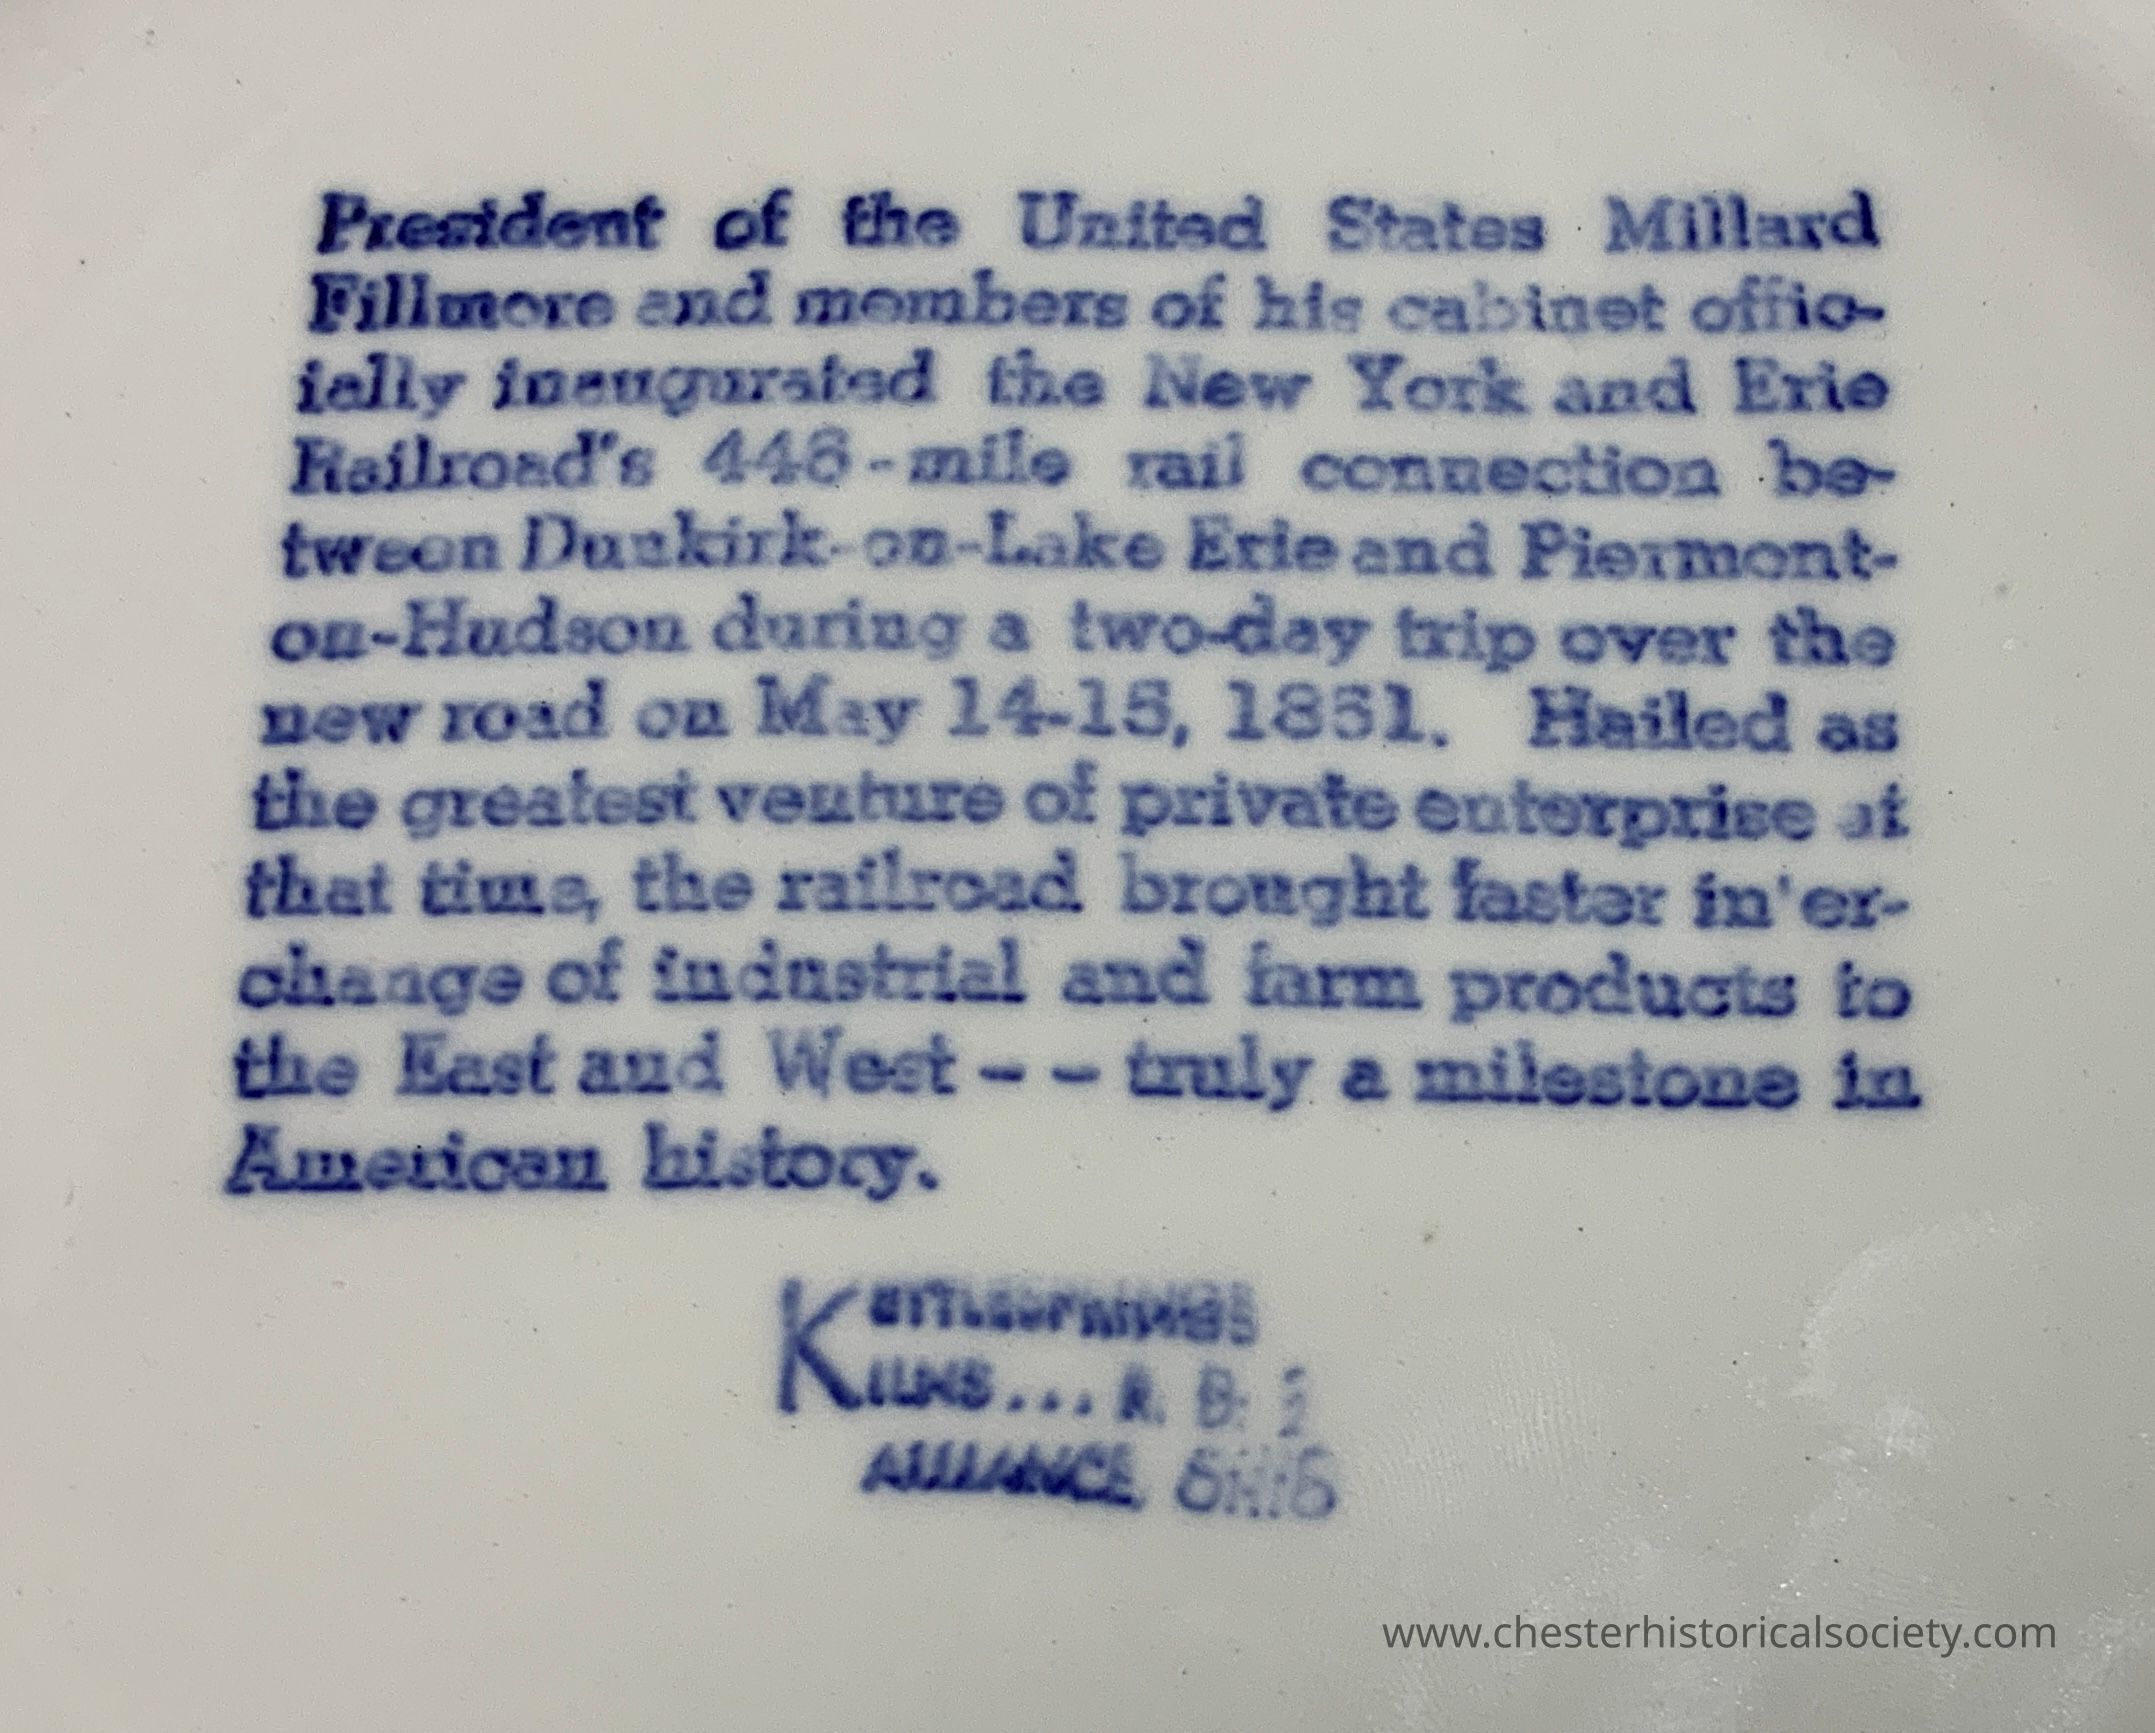 President of the United States Millard
Fillmore and members of his cabinet offic-
ially inaugurated the New York and Erie
Railroad's 446-mile rail connection be-
tween Dunkirk-on-Lake Erie and Piermont-
on-Hudson during a two-day trip over the
new road on May 14-15, 1851. Hailed as
the greatest venture of private enterprise at
that time, the railroad brought faster inter-
change of industrial and farm products to
the East and West -- truly a milestone in
American history.
KETTLESPRINGS
KILNS... R. D. 2
ALLIANCE, OHIO
www.chesterhistoricalsociety.com